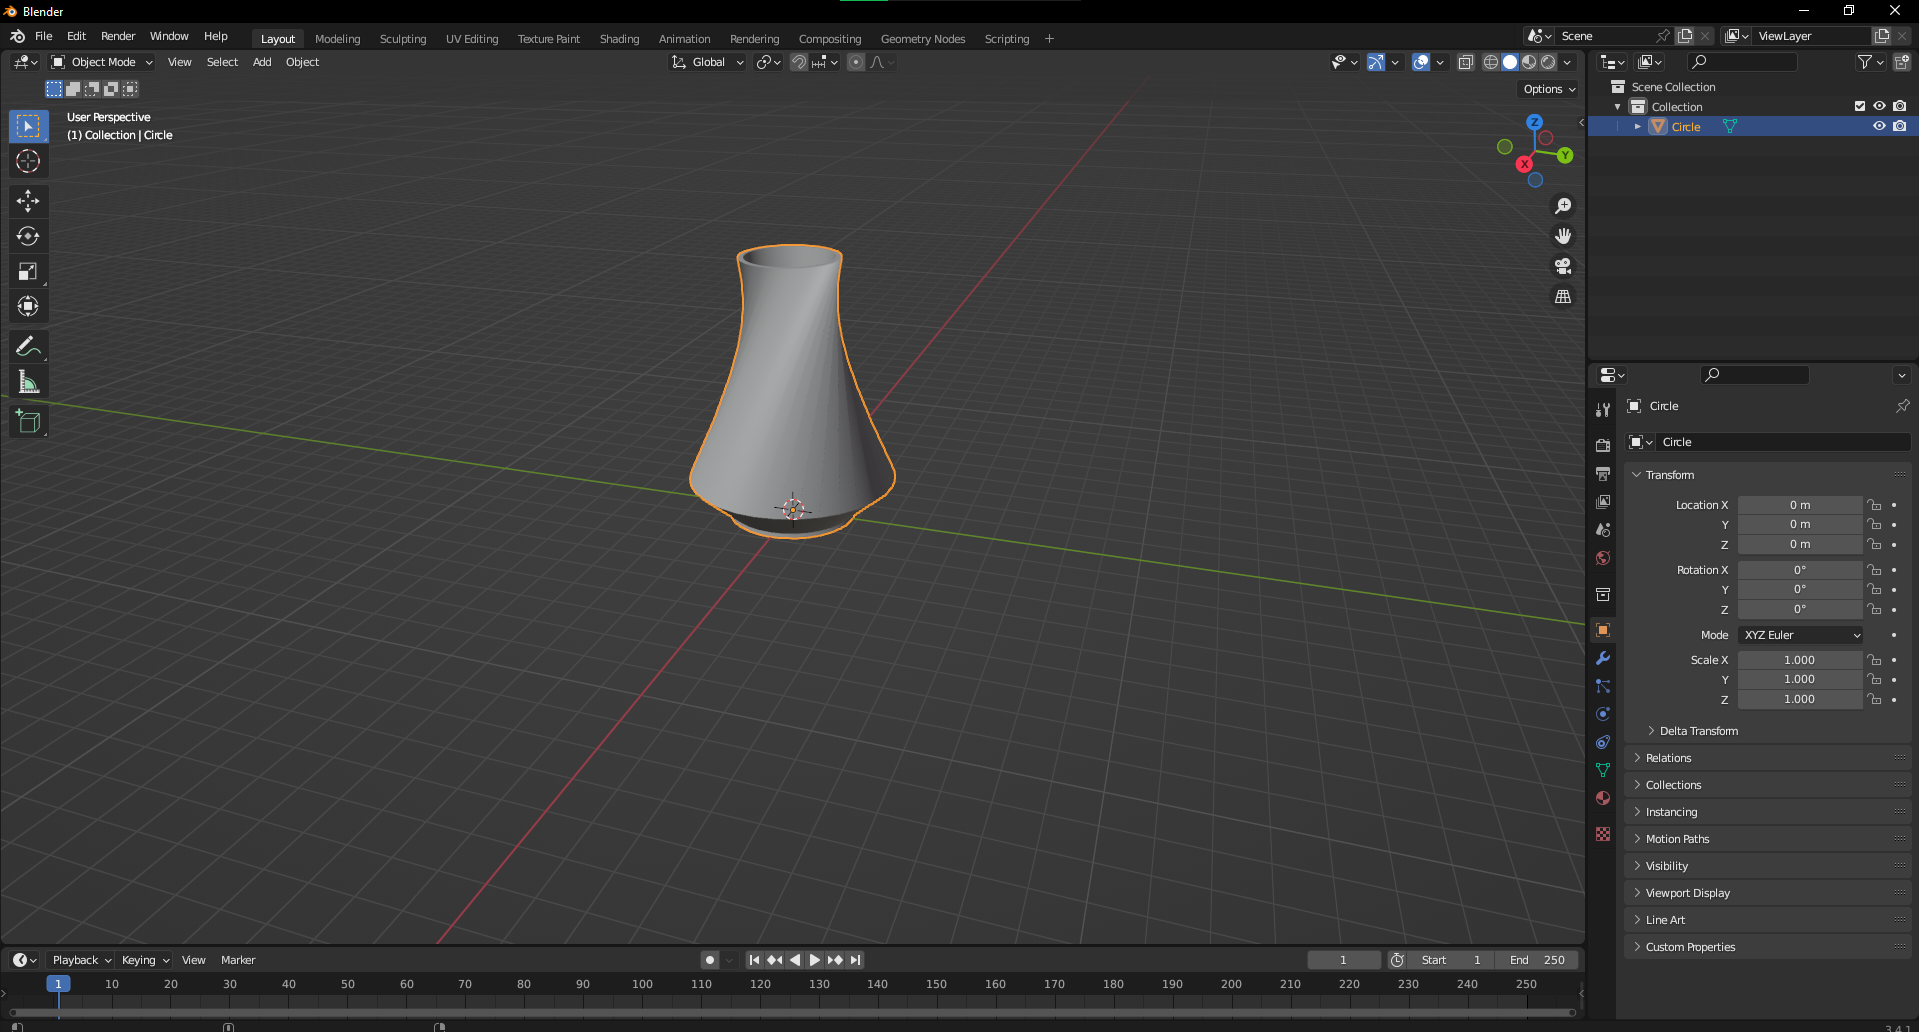 Blender
File Edit Render Window Help Layout Modeling Sculpting UV Editing Texture Paint Shading Animation Rendering Compositing Geometry Nodes Scripting + Scene ViewLayer
Object Mode View Select Add Object Global
Options
User Perspective
(1) Collection | Circle
Z
Y
X
Scene Collection
Collection
Circle
Circle
Circle
Transform
Location X 0 m
Y 0 m
Z 0 m
Rotation X 0°
Y 0°
Z 0°
Mode XYZ Euler
Scale X 1.000
Y 1.000
Z 1.000
Delta Transform
Relations
Collections
Instancing
Motion Paths
Visibility
Viewport Display
Line Art
Custom Properties
Playback Keying View Marker 1 Start 1 End 250
1 10 20 30 40 50 60 70 80 90 100 110 120 130 140 150 160 170 180 190 200 210 220 230 240 250
3.4.1